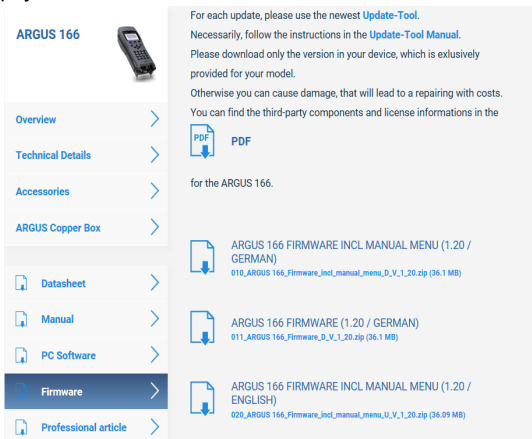 ARGUS 166
Overview
Technical Details
Accessories
ARGUS Copper Box
Datasheet
Manual
PC Software
Firmware
Professional article
For each update, please use the newest Update-Tool.
Necessarily, follow the instructions in the Update-Tool Manual.
Please download only the version in your device, which is exlusively
provided for your model.
Otherwise you can cause damage, that will lead to a repairing with costs.
You can find the third-party components and license informations in the
PDF
PDF
for the ARGUS 166.
ARGUS 166 FIRMWARE INCL MANUAL MENU (1.20 /
GERMAN)
010_ARGUS 166_Firmware_incl_manual_menu_D_V_1_20.zip (36.1 MB)
ARGUS 166 FIRMWARE (1.20 / GERMAN)
011_ARGUS 166_Firmware_D_V_1_20.zip (36.1 MB)
ARGUS 166 FIRMWARE INCL MANUAL MENU (1.20 /
ENGLISH)
020_ARGUS 166_Firmware_incl_manual_menu_U_V_1_20.zip (36.09 MB)